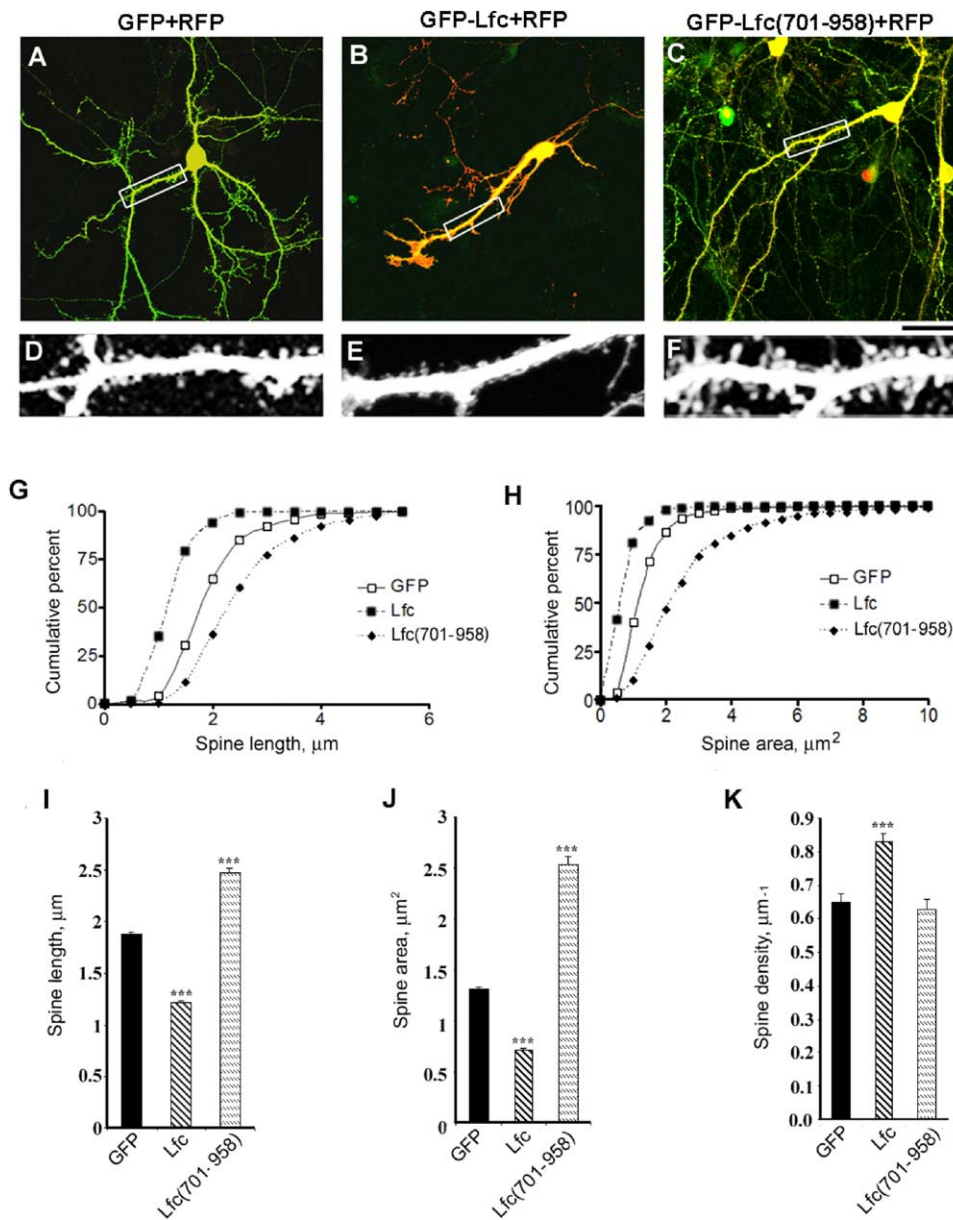 GFP+RFP GFP-Lfc+RFP GFP-Lfc(701-958)+RFP
A B C
D E F
G
Cumulative percent
100
75
50
25
0
0 2 4 6
Spine length, μm
GFP
Lfc
Lfc(701-958)
H
Cumulative percent
100
75
50
25
0
0 2 4 6 8 10
Spine area, μm²
GFP
Lfc
Lfc(701-958)
I
Spine length, μm
3
2.5
2
1.5
1
0.5
0
***
***
GFP
Lfc
Lfc(701-958)
J
Spine area, μm²
3
2.5
2
1.5
1
0.5
0
***
***
GFP
Lfc
Lfc(701-958)
K
Spine density, μm-1
0.9
0.8
0.7
0.6
0.5
0.4
0.3
0.2
0.1
0.0
***
GFP
Lfc
Lfc(701-958)